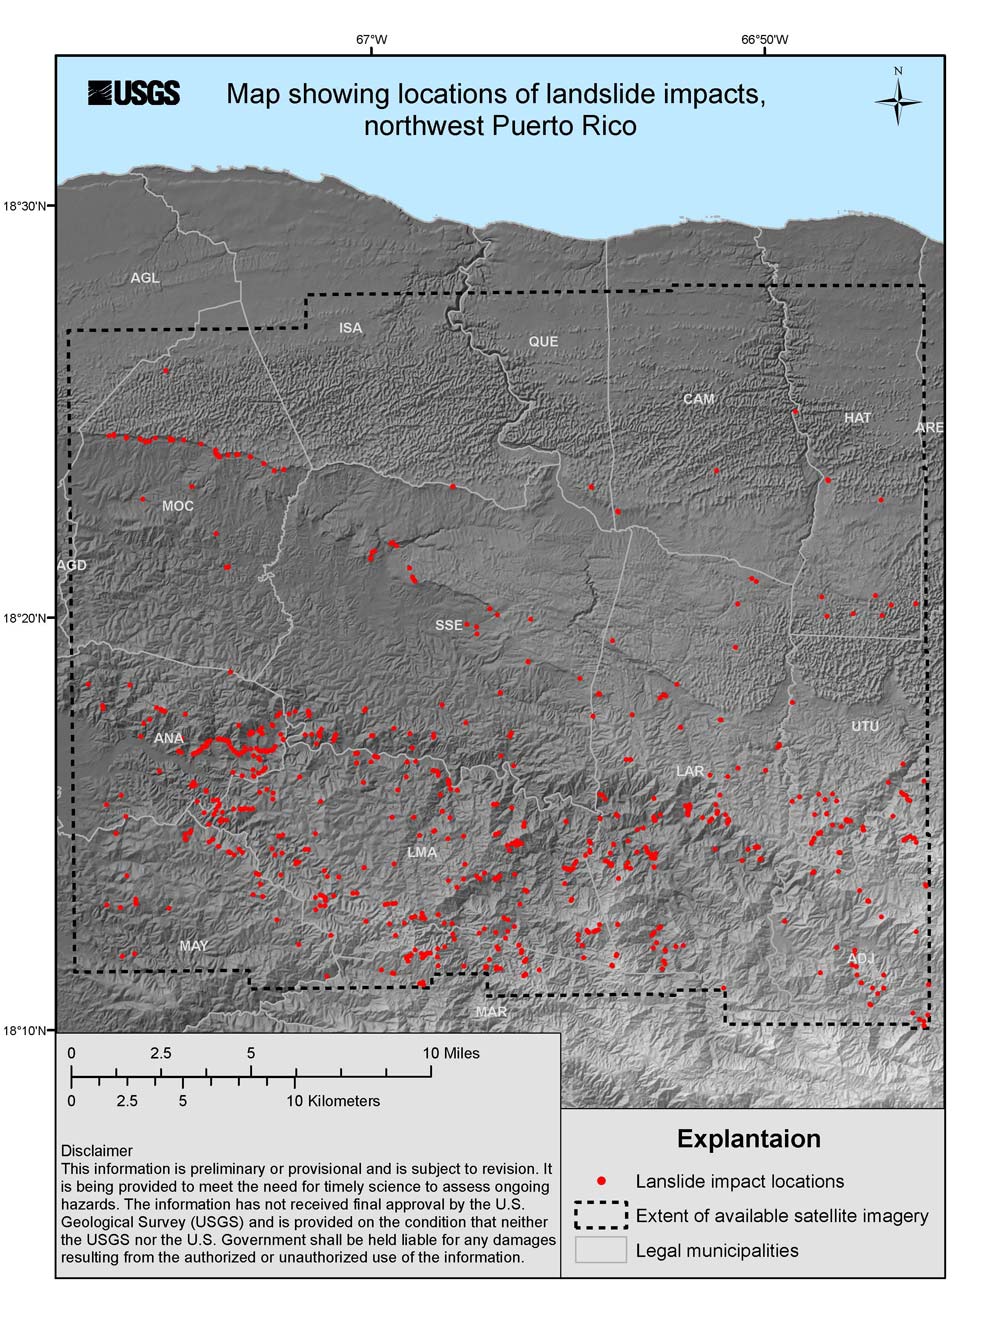 67°W
66°50'W
USGS
Map showing locations of landslide impacts,
northwest Puerto Rico
N
18°30'N
AGL
ISA
QUE
CAM
HAT
ARE
MOC
AGD
18°20'N
SSE
ANA
UTU
LAR
LMA
MAY
ADJ
MAR
18°10'N
0 2.5 5 10 Miles
0 2.5 5 10 Kilometers
Disclaimer
This information is preliminary or provisional and is subject to revision. It
is being provided to meet the need for timely science to assess ongoing
hazards. The information has not received final approval by the U.S.
Geological Survey (USGS) and is provided on the condition that neither
the USGS nor the U.S. Government shall be held liable for any damages
resulting from the authorized or unauthorized use of the information.
Explantaion
Lanslide impact locations
Extent of available satellite imagery
Legal municipalities